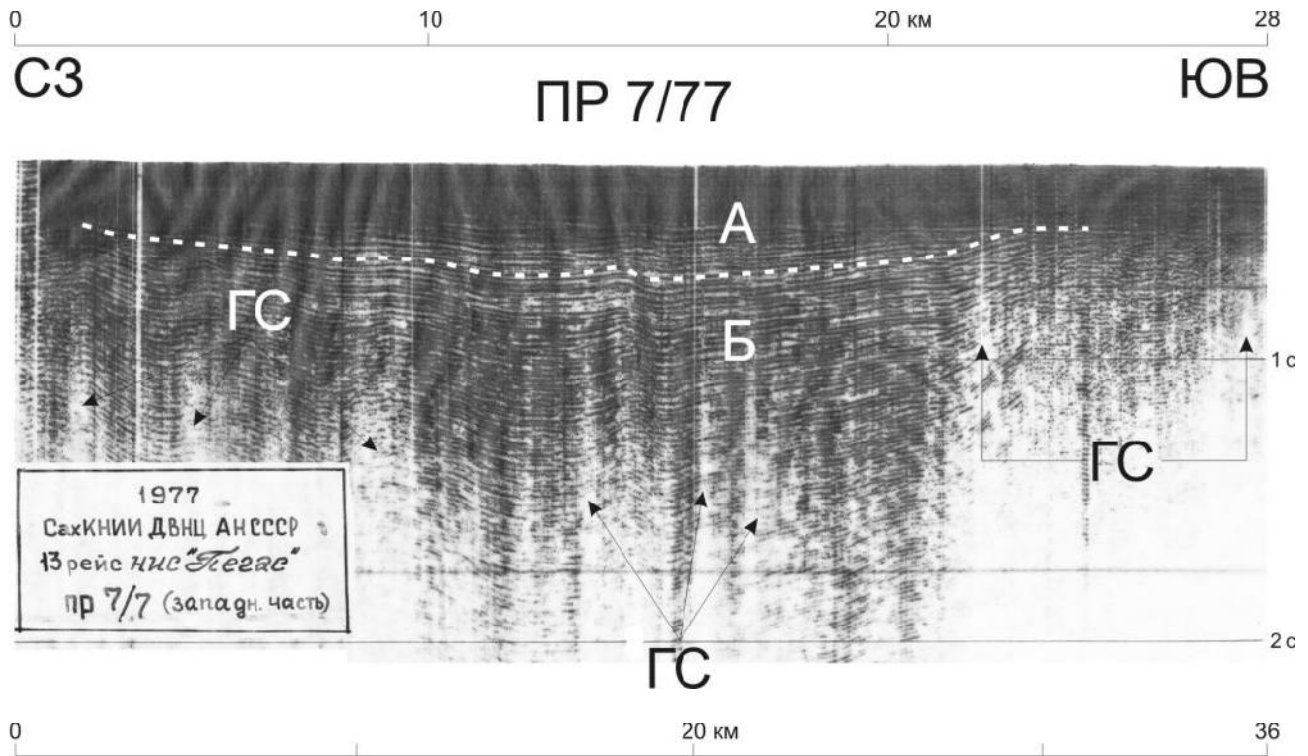 0 10 20 км 28
СЗ ПР 7/77 ЮВ
А
ГС
Б
1 с
ГС
1977
СахКНИИ ДВНЦ АН СССР
13 рейс нис "Пегас"
пр 7/7 (западн. часть)
2 с
ГС
0 20 км 36